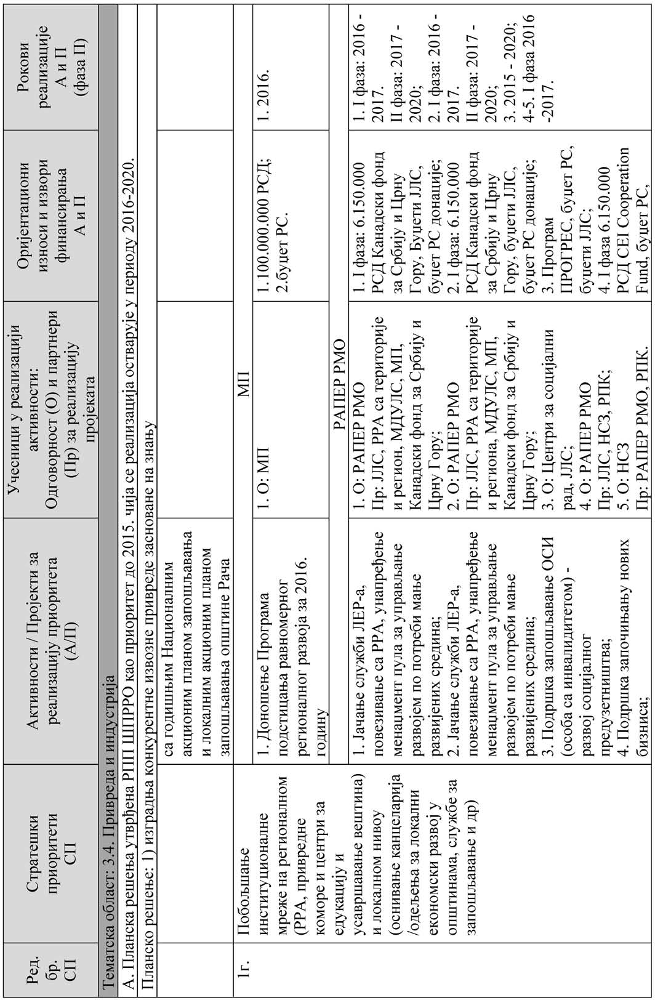 Ред.
бр.
СП
Стратешки
приоритети
СП
Активности / Пројекти за
реализацију приоритета
(А/П)
Учесници у реализацији
активности:
Одговорност (О) и партнери
(Пр) за реализацију
пројеката
Оријентациони
износи и извори
финансирања
А и П
Рокови
реализације
А и П
(фаза П)
Тематска област: 3.4. Привреда и индустрија
А. Планска решења утврђена РПП ШПРО као приоритет до 2015. чија се реализација остварује у периоду 2016-2020.
Планско решење: 1) изградња конкурентне извозне привреде засноване на знању
са годишњим Националним
акционим планом запошљавања
и локалним акционим планом
запошљавања општине Рача
1г.
Побољшање
институционалне
мреже на регионалном
(РРА, привредне
коморе и центри за
едукацију и
усавршавање вештина)
и локалном нивоу
(оснивање канцеларија
/одељења за локални
економски развој у
општинама, службе за
запошљавање и др)
МП
1. Доношење Програма
подстицања равномерног
регионалног развоја за 2016.
годину
1. О: МП
1.100.000.000 РСД;
2.буџет РС.
1. 2016.
РАПЕР РМО
1. Јачање служби ЛЕР-а,
повезивање са РРА, унапређење
менаџмент пула за управљање
развојем по потреби мање
развијених средина;
2. Јачање служби ЛЕР-а,
повезивање са РРА, унапређење
менаџмент пула за управљање
развојем по потреби мање
развијених средина;
3. Подршка запошљавање ОСИ
(особа са инвалидитетом) -
развој социјалног
предузетништва;
4. Подршка започињању нових
бизниса;
1. О: РАПЕР РМО
Пр: ЈЛС, РРА са територије
и регион, МДУЛС, МП,
Канадски фонд за Србију и
Црну Гору;
2. О: РАПЕР РМО
Пр: ЈЛС, РРА са територије
и региона, МДУЛС, МП,
Канадски фонд за Србију и
Црну Гору;
3. О: Центри за социјални
рад, ЈЛС;
4. О: РАПЕР РМО
Пр: ЈЛС, НСЗ, РПК;
5. О: НСЗ
Пр: РАПЕР РМО, РПК.
1. I фаза: 6.150.000
РСД Канадски фонд
за Србију и Црну
Гору, Буџети ЈЛС,
буџет РС донације;
2. I фаза: 6.150.000
РСД Канадски фонд
за Србију и Црну
Гору, буџети ЈЛС,
буџет РС донације;
3. Програм
ПРОГРЕС, буџет РС,
буџети ЈЛС;
4. I фаза 6.150.000
РСД CEI Cooperation
Fund, буџет РС,
1. I фаза: 2016 -
2017.
II фаза: 2017 -
2020;
2. I фаза: 2016 -
2017.
II фаза: 2017 -
2020;
3. 2015 - 2020;
4-5. I фаза 2016
-2017.